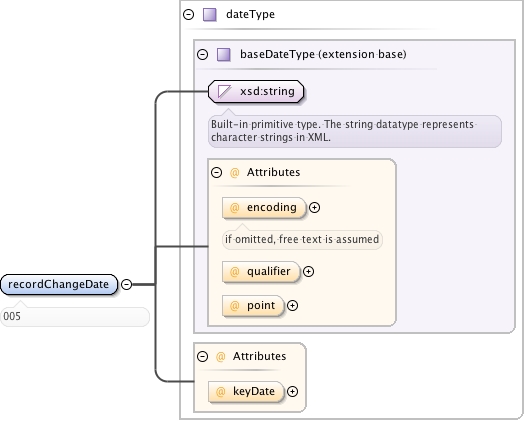 dateType
baseDateType (extension base)
xsd:string
Built-in primitive type. The string datatype represents
character strings in XML.
@ Attributes
@ encoding
if omitted, free text is assumed
@ qualifier
@ point
recordChangeDate
005
@ Attributes
@ keyDate